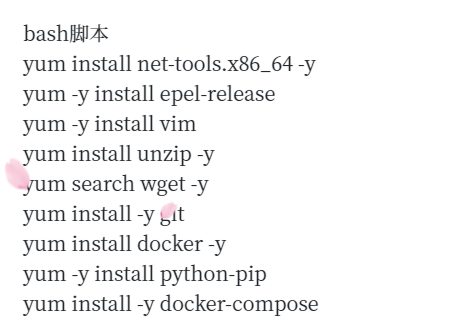 bash脚本
yum install net-tools.x86_64 -y
yum -y install epel-release
yum -y install vim
yum install unzip -y
yum search wget -y
yum install -y git
yum install docker -y
yum -y install python-pip
yum install -y docker-compose